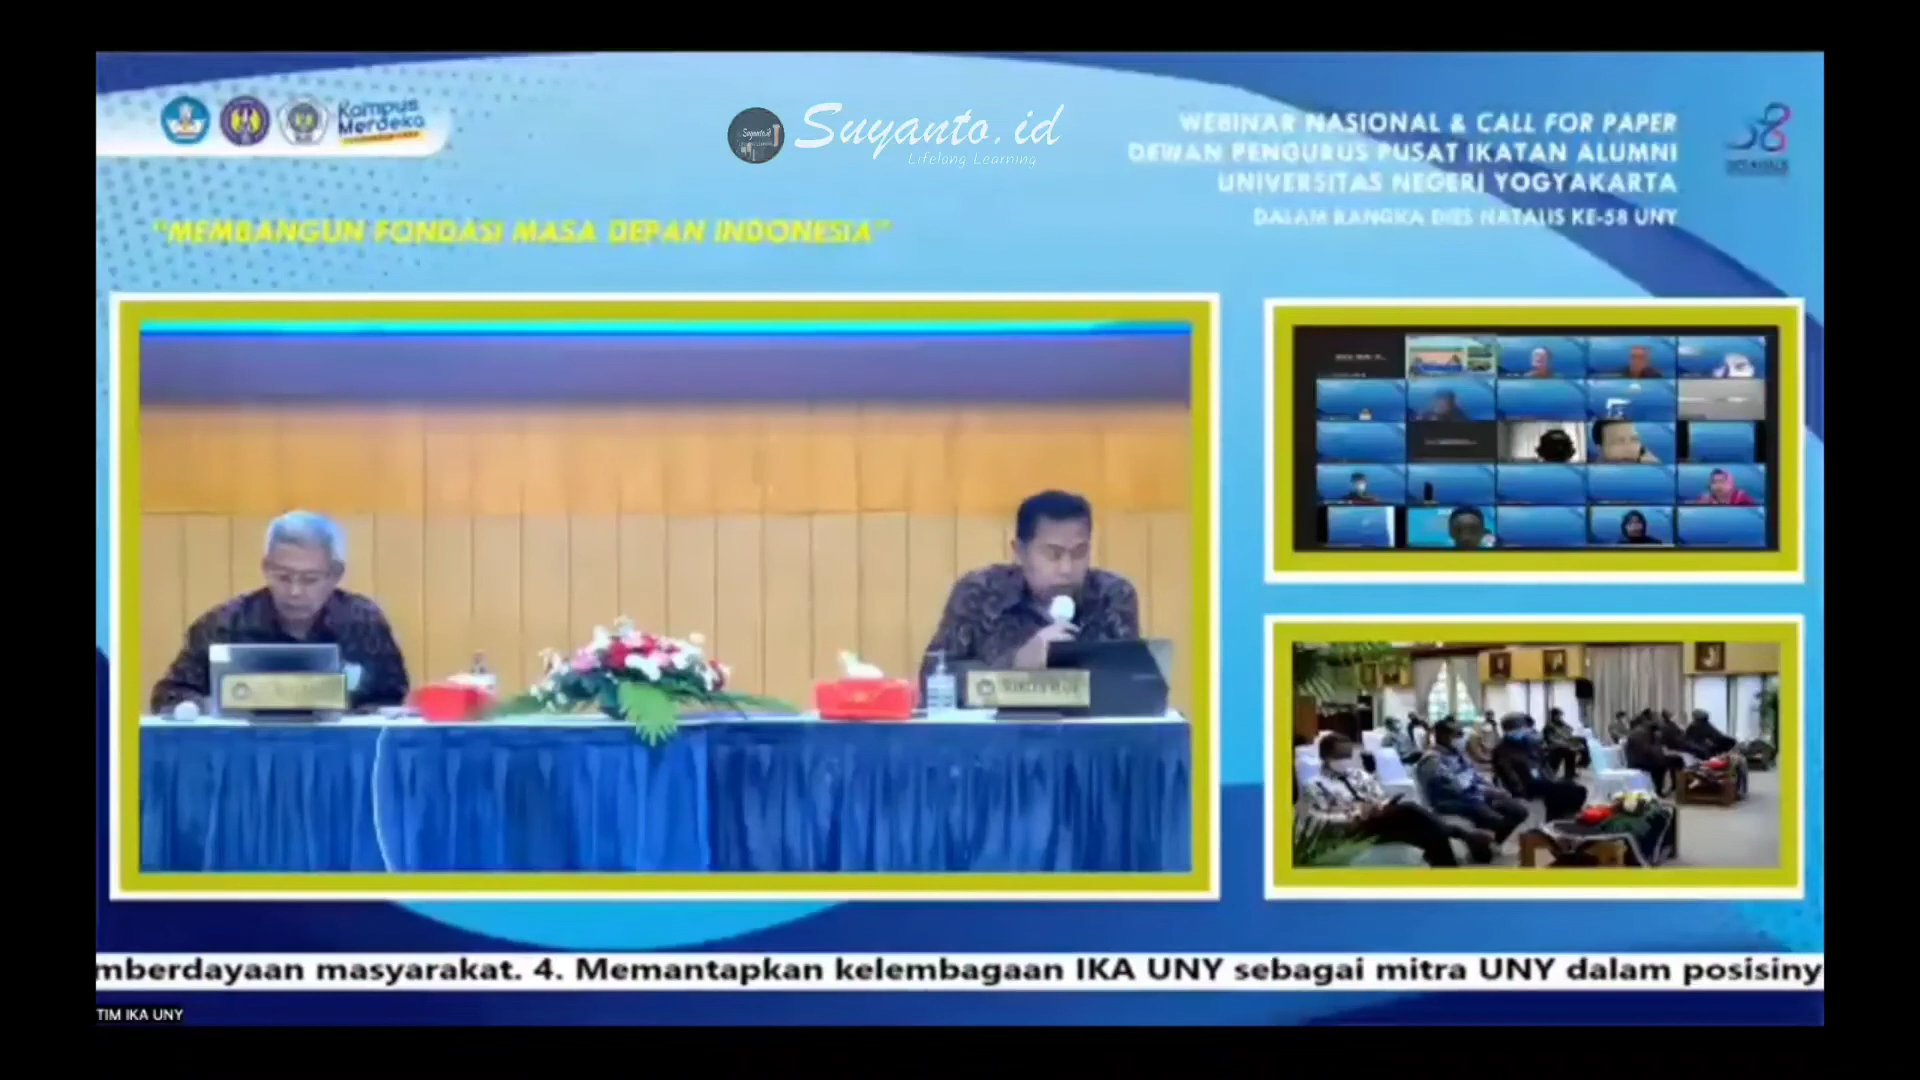 Kampus
Merdeka
Suyanto.id
Suyanto.id
Lifelong Learning
WEBINAR NASIONAL & CALL FOR PAPER
DEWAN PENGURUS PUSAT IKATAN ALUMNI
UNIVERSITAS NEGERI YOGYAKARTA
DALAM RANGKA DIES NATALIS KE-58 UNY
"MEMBANGUN FONDASI MASA DEPAN INDONESIA"
mberdayaan masyarakat. 4. Memantapkan kelembagaan IKA UNY sebagai mitra UNY dalam posisiny
TIM IKA UNY